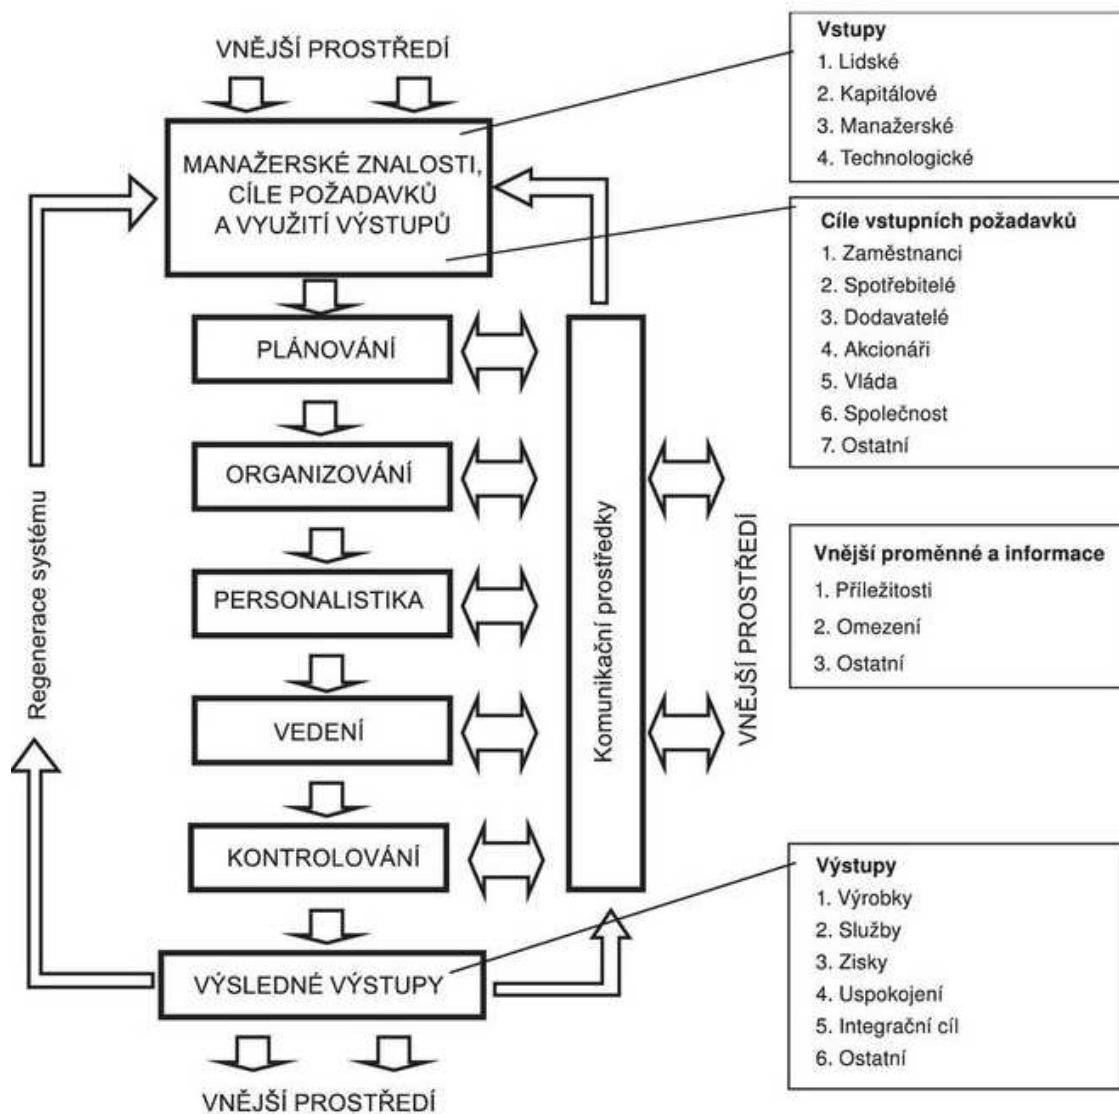 VNĚJŠÍ PROSTŘEDÍ
MANAŽERSKÉ ZNALOSTI,
CÍLE POŽADAVKŮ
A VYUŽITÍ VÝSTUPŮ
PLÁNOVÁNÍ
ORGANIZOVÁNÍ
PERSONALISTIKA
VEDENÍ
KONTROLOVÁNÍ
VÝSLEDNÉ VÝSTUPY
VNĚJŠÍ PROSTŘEDÍ
Regenerace systému
Komunikační prostředky
VNĚJŠÍ PROSTŘEDÍ
Vstupy
1. Lidské
2. Kapitálové
3. Manažerské
4. Technologické
Cíle vstupních požadavků
1. Zaměstnanci
2. Spotřebitelé
3. Dodavatelé
4. Akcionáři
5. Vláda
6. Společnost
7. Ostatní
Vnější proměnné a informace
1. Příležitosti
2. Omezení
3. Ostatní
Výstupy
1. Výrobky
2. Služby
3. Zisky
4. Uspokojení
5. Integrační cíl
6. Ostatní